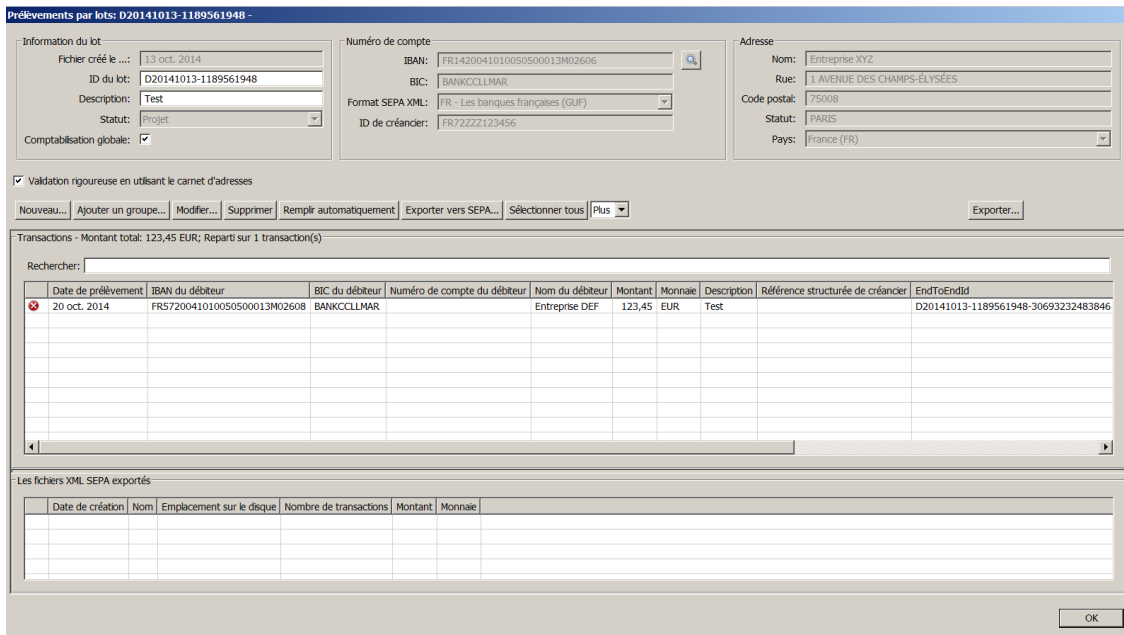 Prélèvements par lots: D20141013-1189561948 -
Information du lot
Fichier créé le ...: 13 oct. 2014
ID du lot: D20141013-1189561948
Description: Test
Statut: Projet
Comptabilisation globale:
Numéro de compte
IBAN: FR1420041010050500013M02606
BIC: BANKCCLLMAR
Format SEPA XML: FR - Les banques françaises (GUF)
ID de créancier: FR72ZZZ123456
Adresse
Nom: Entreprise XYZ
Rue: 1 AVENUE DES CHAMPS-ÉLYSÉES
Code postal: 75008
Statut: PARIS
Pays: France (FR)
Validation rigoureuse en utilisant le carnet d'adresses
Nouveau... Ajouter un groupe... Modifier... Supprimer Remplir automatiquement Exporter vers SEPA... Sélectionner tous Plus Exporter...
Transactions - Montant total: 123,45 EUR; Reparti sur 1 transaction(s)
Rechercher:
Date de prélèvement IBAN du débiteur BIC du débiteur Numéro de compte du débiteur Nom du débiteur Montant Monnaie Description Référence structurée de créancier EndToEndId
20 oct. 2014 FR5720041010050500013M02608 BANKCCLLMAR Entreprise DEF 123,45 EUR Test D20141013-1189561948-30693232483846
Les fichiers XML SEPA exportés
Date de création Nom Emplacement sur le disque Nombre de transactions Montant Monnaie
OK